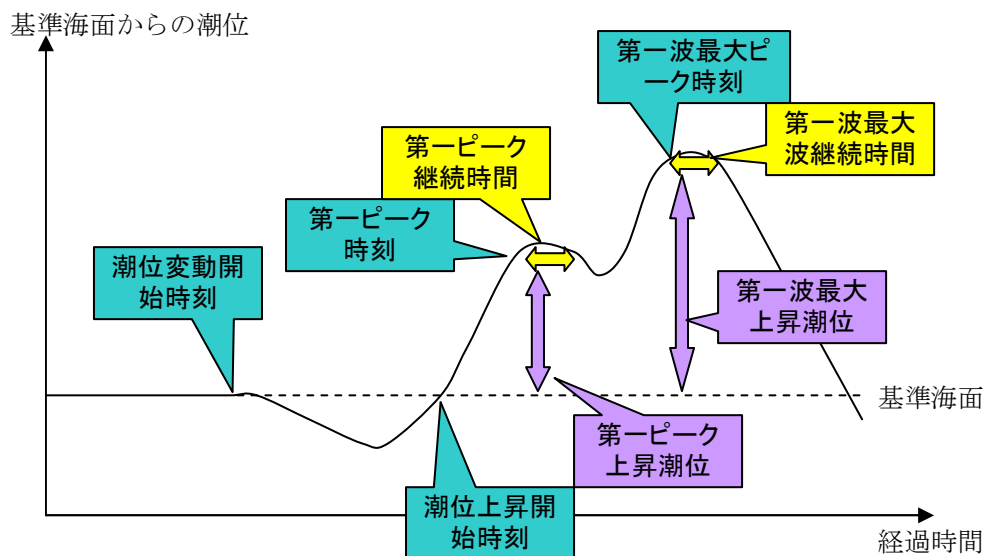 基準海面からの潮位
第一波最大ピ
ーク時刻
第一波最大
波継続時間
第一ピーク
継続時間
第一ピーク
時刻
潮位変動開
始時刻
第一波最大
上昇潮位
基準海面
第一ピーク
上昇潮位
潮位上昇開
始時刻
経過時間